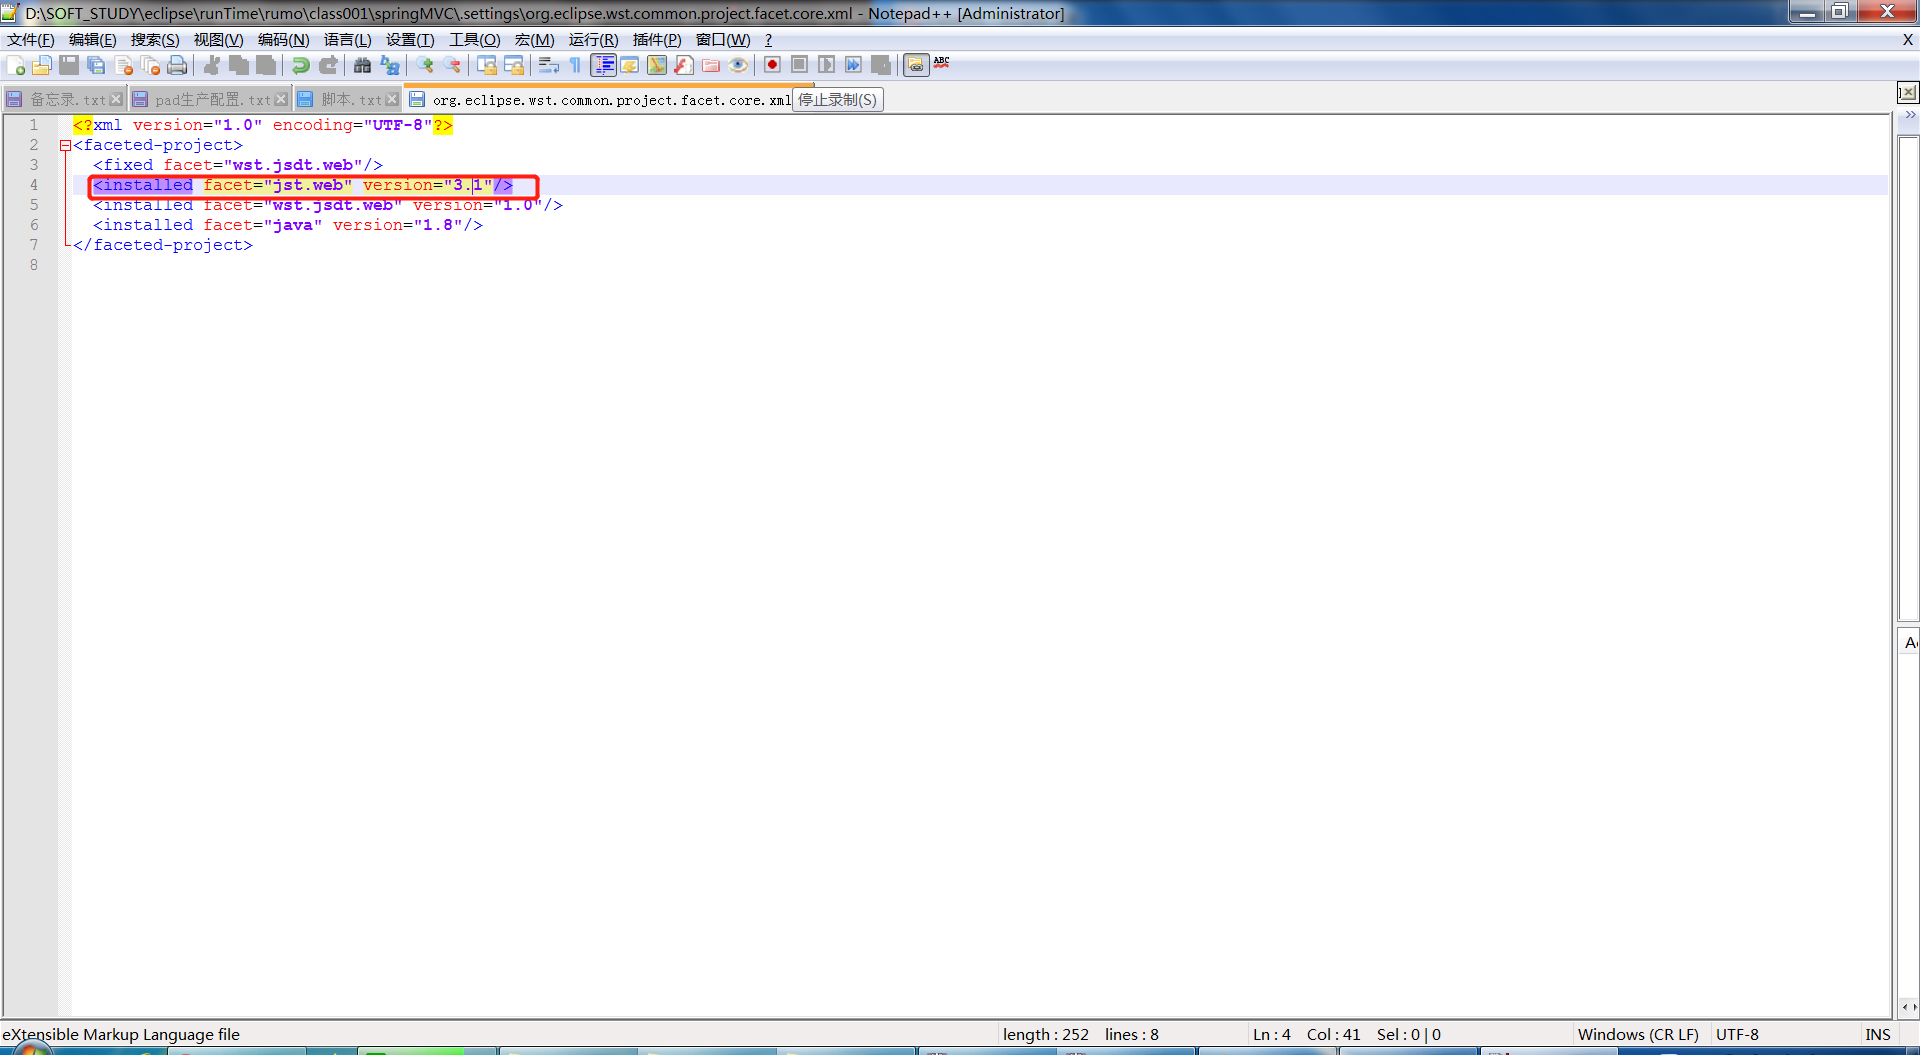 D:\SOFT_STUDY\eclipse\runTime\rumo\class001\springMVC\.settings\org.eclipse.wst.common.project.facet.core.xml - Notepad++ [Administrator]
文件(F) 编辑(E) 搜索(S) 视图(V) 编码(N) 语言(L) 设置(T) 工具(O) 宏(M) 运行(R) 插件(P) 窗口(W) ? X
ABC
备忘录.txt pad生产配置.txt 脚本.txt org.eclipse.wst.common.project.facet.core.xml 停止录制(S)
1 <?xml version="1.0" encoding="UTF-8"?>
2 <faceted-project>
3 <fixed facet="wst.jsdt.web"/>
4 <installed facet="jst.web" version="3.1"/>
5 <installed facet="wst.jsdt.web" version="1.0"/>
6 <installed facet="java" version="1.8"/>
7 </faceted-project>
8
eXtensible Markup Language file length : 252 lines : 8 Ln : 4 Col : 41 Sel : 0 | 0 Windows (CR LF) UTF-8 INS